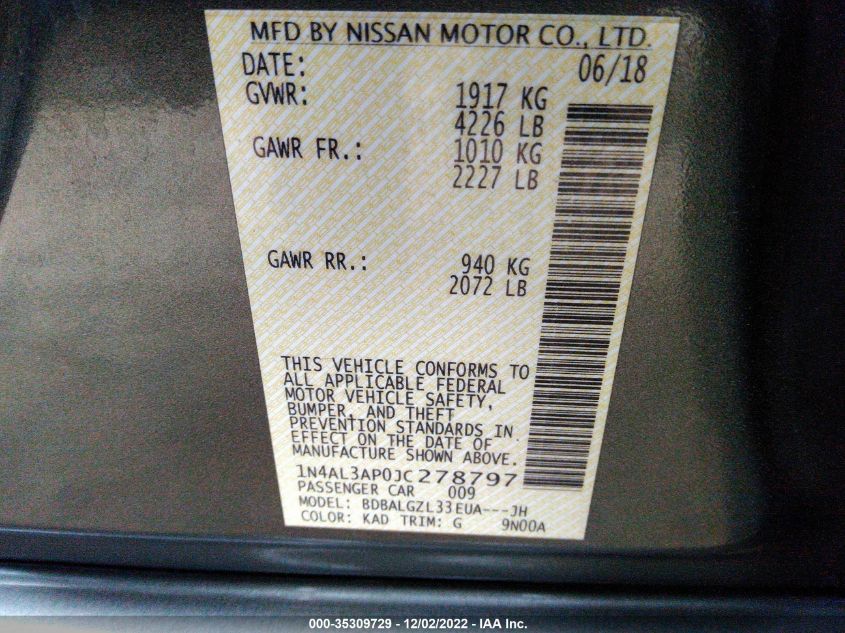 MFD BY NISSAN MOTOR CO., LTD.
DATE: 06/18
GVWR: 1917 KG
4226 LB
GAWR FR.: 1010 KG
2227 LB
GAWR RR.: 940 KG
2072 LB
THIS VEHICLE CONFORMS TO
ALL APPLICABLE FEDERAL
MOTOR VEHICLE SAFETY,
BUMPER, AND THEFT
PREVENTION STANDARDS IN
EFFECT ON THE DATE OF
MANUFACTURE SHOWN ABOVE.
1N4AL3AP0JC278797
PASSENGER CAR 009
MODEL: BDBALGZL33EUA---JH
COLOR: KAD TRIM: G 9N00A
000-35309729 - 12/02/2022 - IAA Inc.